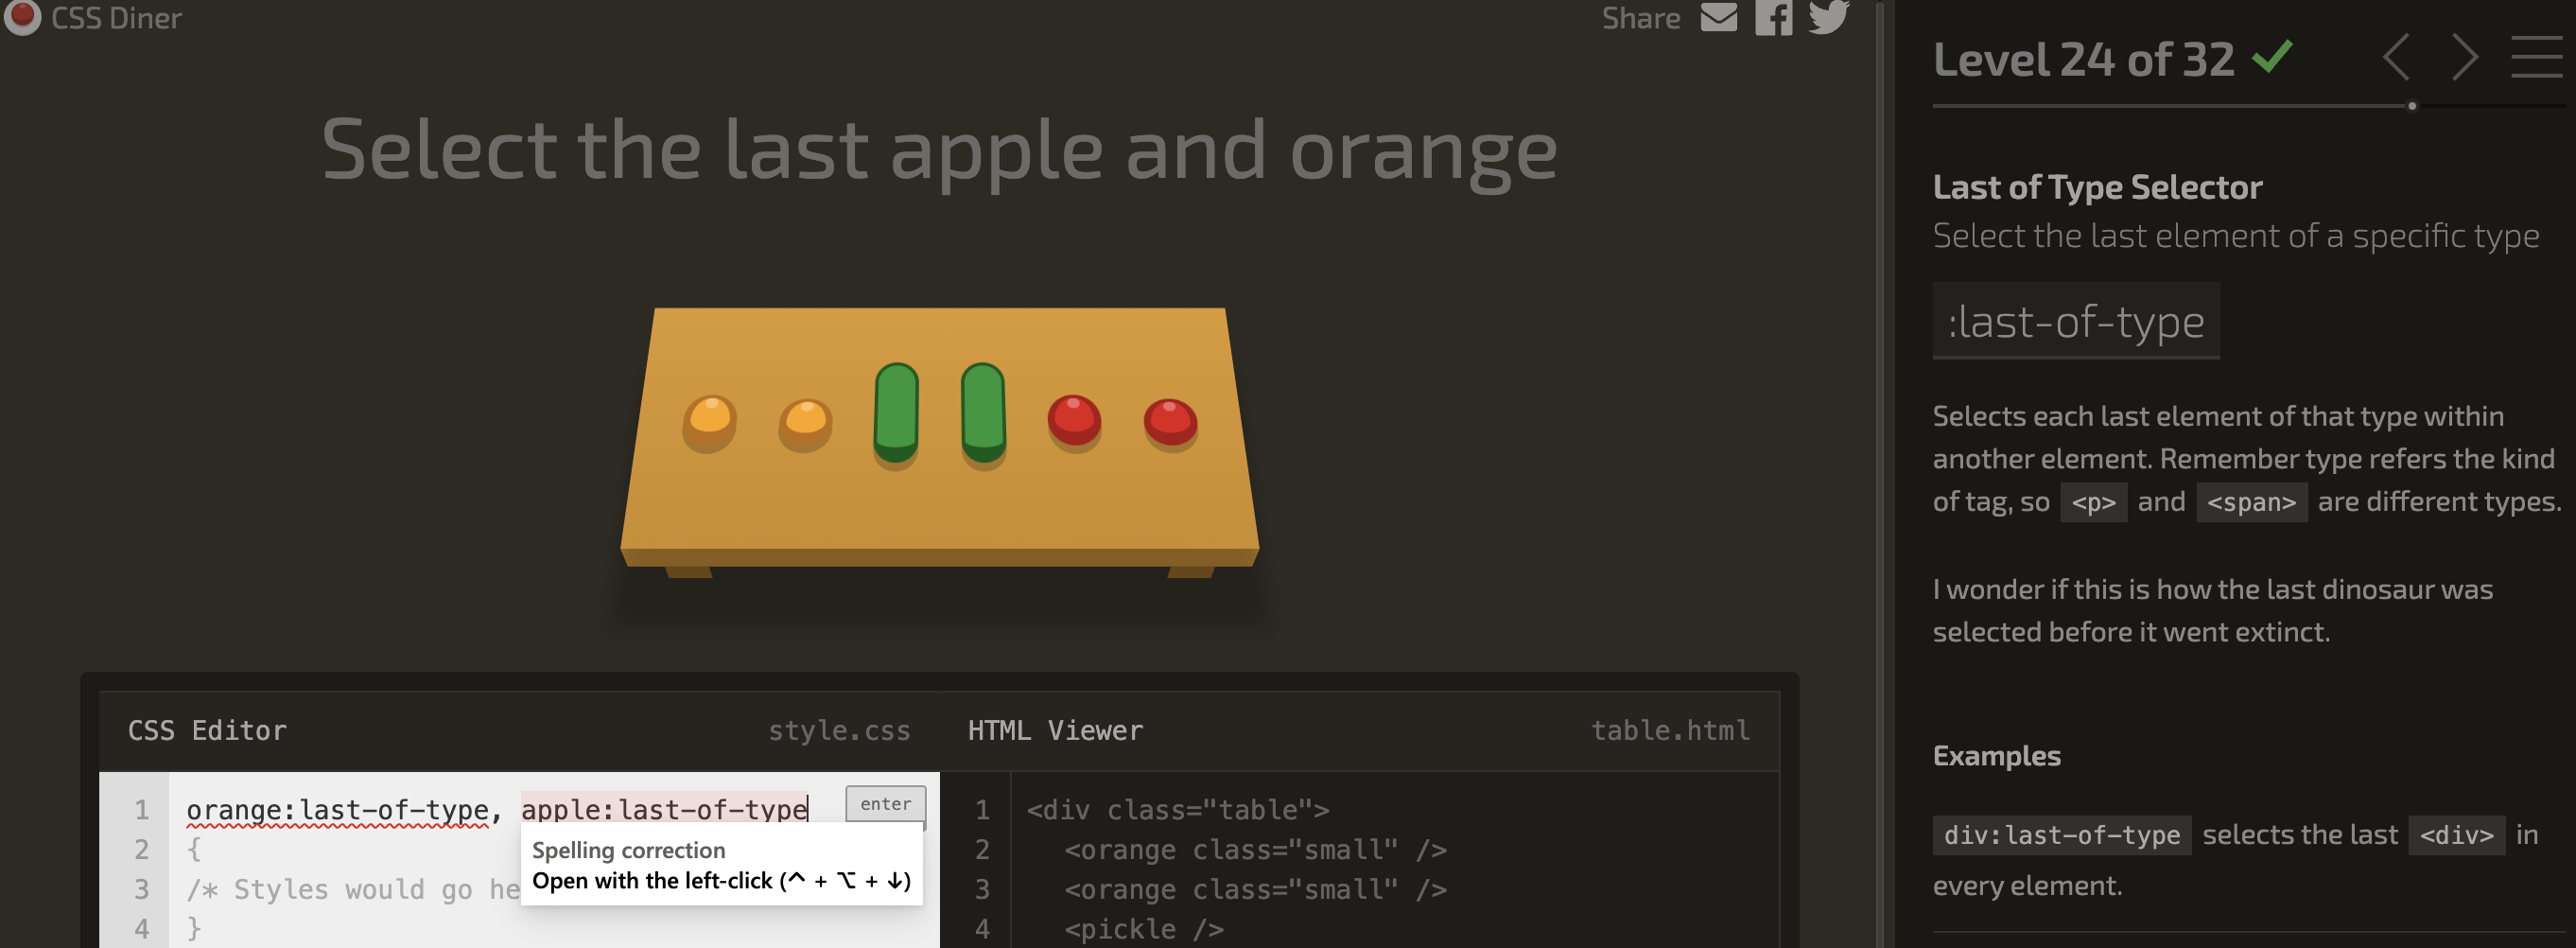 CSS Diner
Share
Select the last apple and orange
CSS Editor
style.css
1 orange:last-of-type, apple:last-of-type
enter
2 {
3 /* Styles would go he
4 }
Spelling correction
Open with the left-click (^ + ⌥ + ↓)
HTML Viewer
table.html
1 <div class="table">
2 <orange class="small" />
3 <orange class="small" />
4 <pickle />
Level 24 of 32
Last of Type Selector
Select the last element of a specific type
:last-of-type
Selects each last element of that type within
another element. Remember type refers the kind
of tag, so <p> and <span> are different types.
I wonder if this is how the last dinosaur was
selected before it went extinct.
Examples
div:last-of-type selects the last <div> in
every element.